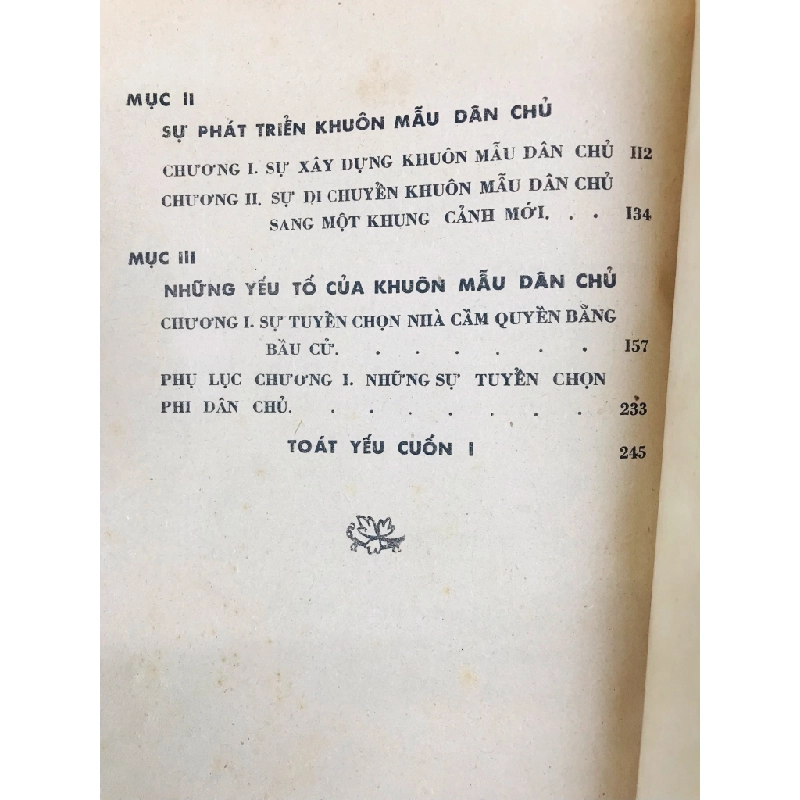 MỤC II
SỰ PHÁT TRIỂN KHUÔN MẪU DÂN CHỦ
CHƯƠNG I. SỰ XÂY DỰNG KHUÔN MẪU DÂN CHỦ 112
CHƯƠNG II. SỰ DI CHUYỂN KHUÔN MẪU DÂN CHỦ
SANG MỘT KHUNG CẢNH MỚI. . . 134
MỤC III
NHỮNG YẾU TỐ CỦA KHUÔN MẪU DÂN CHỦ
CHƯƠNG I. SỰ TUYỂN CHỌN NHÀ CẦM QUYỀN BẰNG
BẦU CỬ. . . . . . . 157
PHỤ LỤC CHƯƠNG I. NHỮNG SỰ TUYỂN CHỌN
PHI DÂN CHỦ. . . . . . . . 233
TOÁT YẾU CUỐN I 245